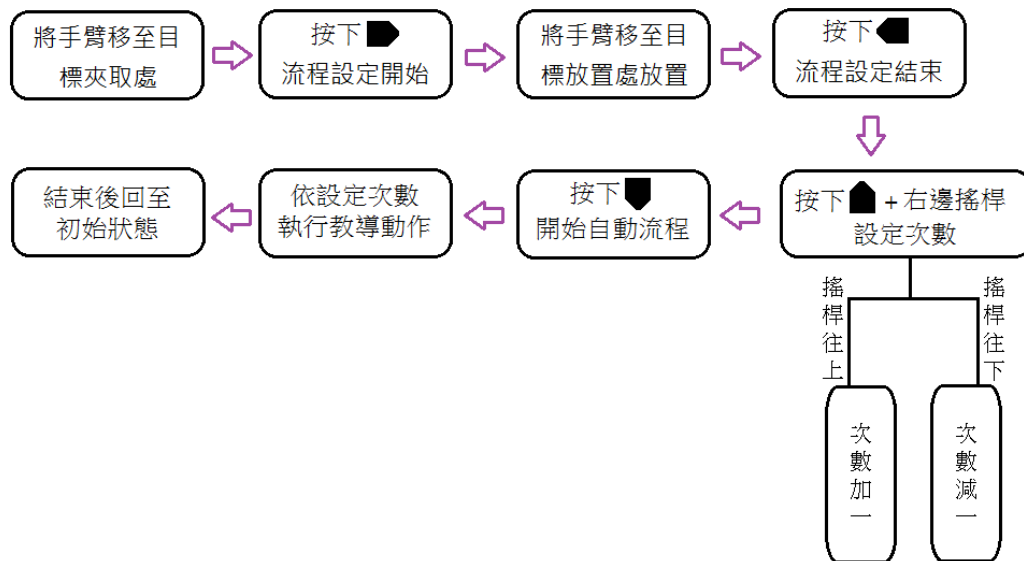 將手臂移至目
標夾取處
按下
流程設定開始
將手臂移至目
標放置處放置
按下
流程設定結束
按下 + 右邊搖桿
設定次數
按下
開始自動流程
依設定次數
執行教導動作
結束後回至
初始狀態
搖桿往上
搖桿往下
次數加一
次數減一